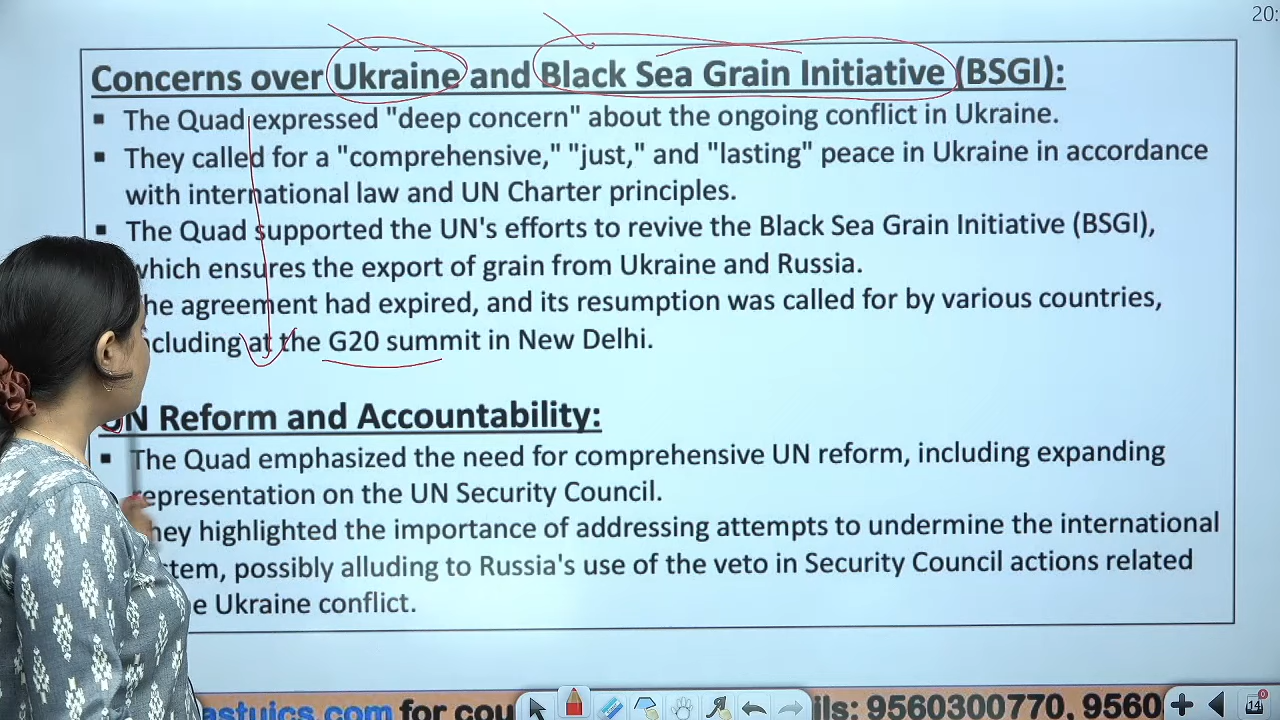 20:
Concerns over Ukraine and Black Sea Grain Initiative (BSGI):
▪ The Quad expressed "deep concern" about the ongoing conflict in Ukraine.
▪ They called for a "comprehensive," "just," and "lasting" peace in Ukraine in accordance
with international law and UN Charter principles.
▪ The Quad supported the UN's efforts to revive the Black Sea Grain Initiative (BSGI),
which ensures the export of grain from Ukraine and Russia.
he agreement had expired, and its resumption was called for by various countries,
cluding at the G20 summit in New Delhi.
UN Reform and Accountability:
▪ The Quad emphasized the need for comprehensive UN reform, including expanding
representation on the UN Security Council.
hey highlighted the importance of addressing attempts to undermine the international
tem, possibly alluding to Russia's use of the veto in Security Council actions related
e Ukraine conflict.
astuics.com for cou ils: 9560300770, 9560
14